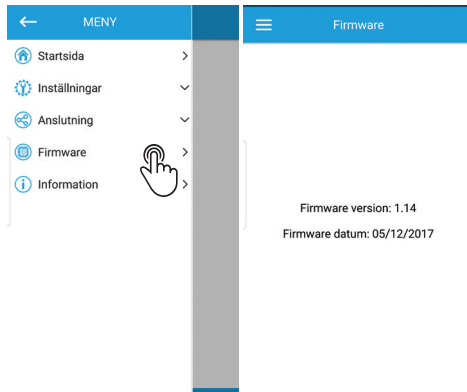 MENY
Startsida
Inställningar
Anslutning
Firmware
Information
Firmware
Firmware version: 1.14
Firmware datum: 05/12/2017